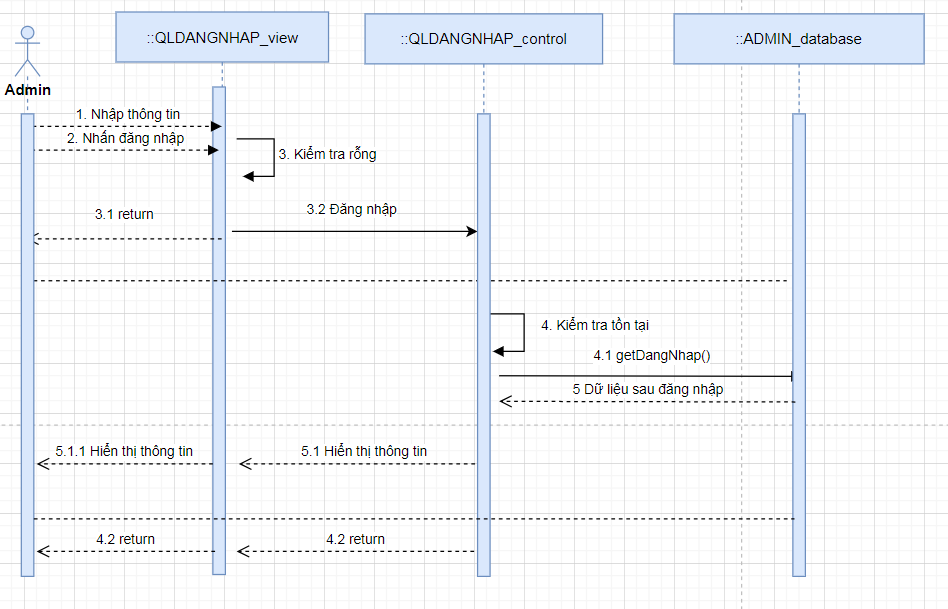 ::QLDANGNHAP_view
::QLDANGNHAP_control
::ADMIN_database
Admin
1. Nhập thông tin
2. Nhấn đăng nhập
3. Kiểm tra rỗng
3.1 return
3.2 Đăng nhập
4. Kiểm tra tồn tại
4.1 getDangNhap()
5 Dữ liệu sau đăng nhập
5.1.1 Hiển thị thông tin
5.1 Hiển thị thông tin
4.2 return
4.2 return